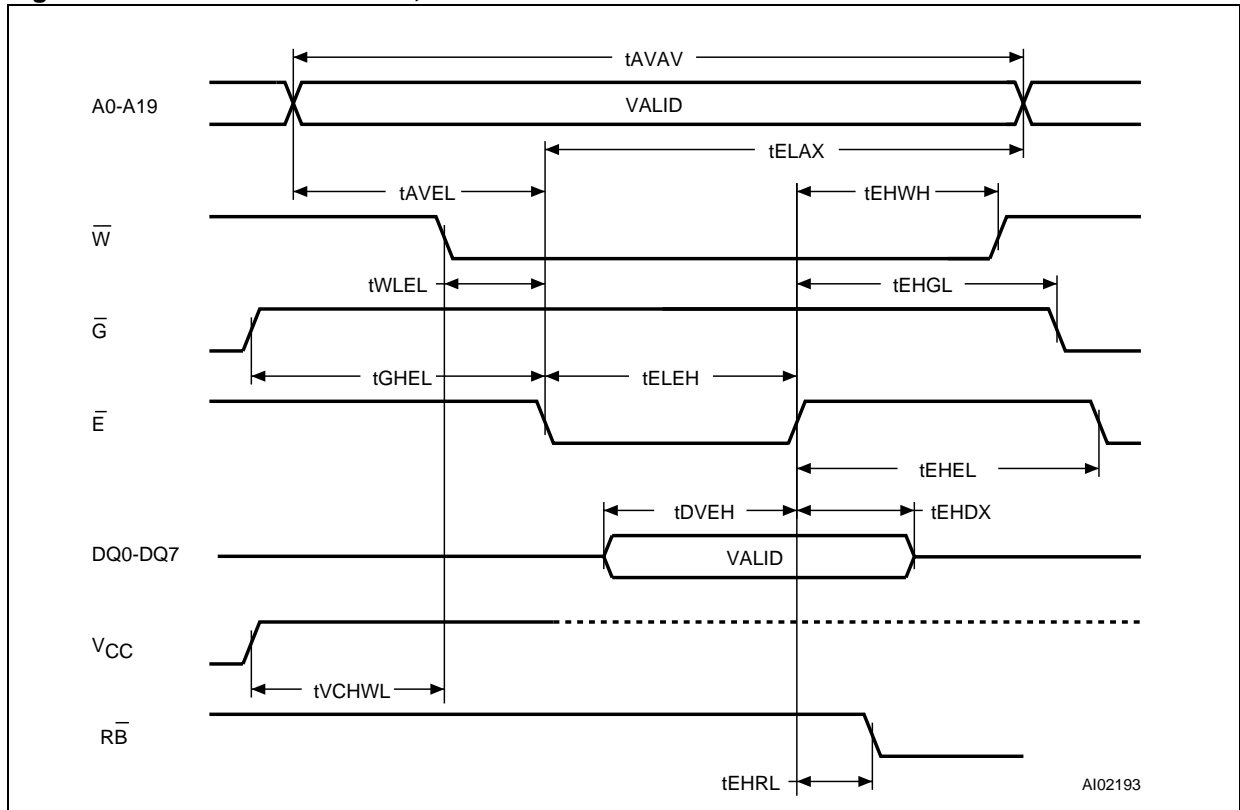 tAVAV
A0-A19
VALID
tELAX
tAVEL
tEHWH
W̅
tWLEL
tEHGL
G̅
tGHEL
tELEH
E̅
tEHEL
tDVEH
tEHDX
DQ0-DQ7
VALID
VCC
tVCHWL
RB̅
tEHRL
AI02193